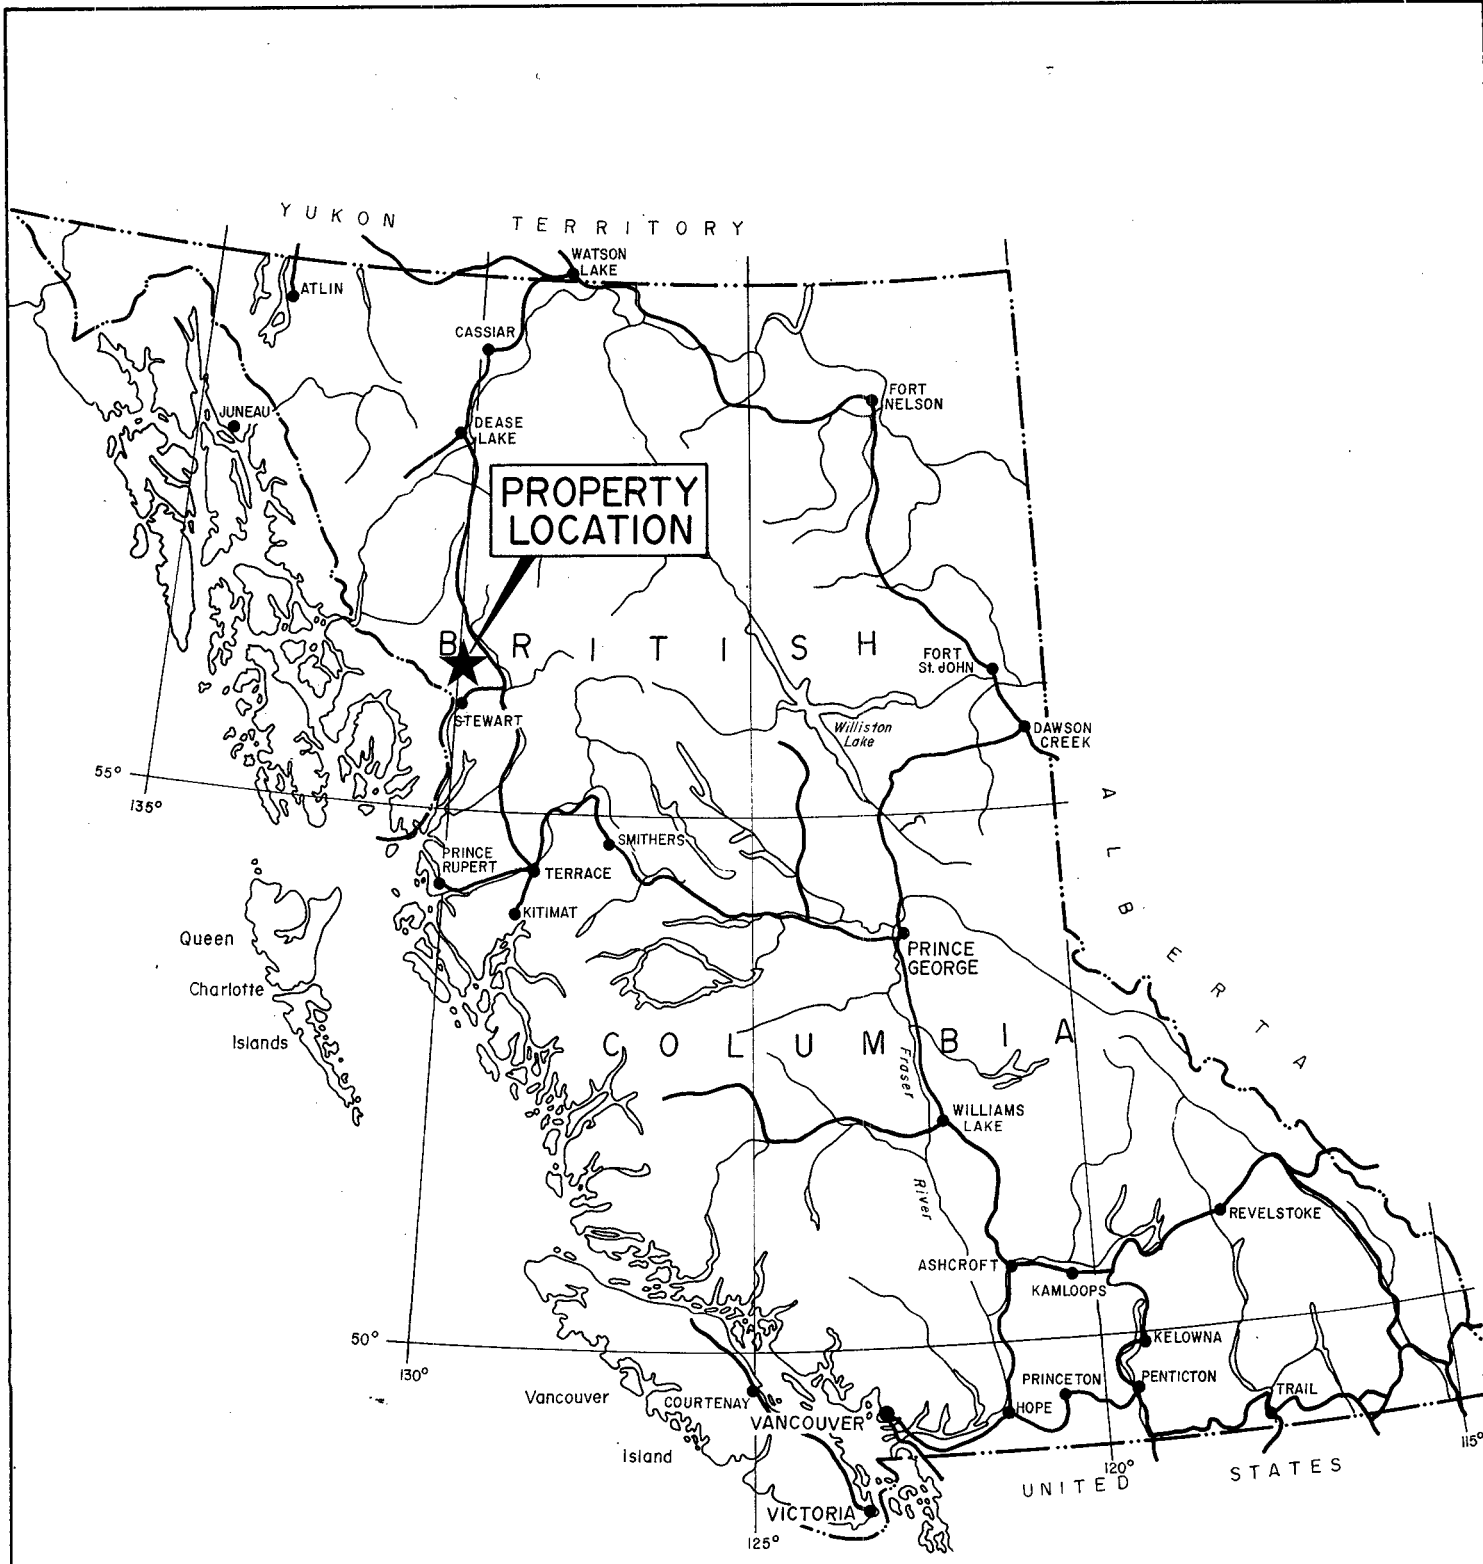 YUKON TERRITORY
WATSON
LAKE
ATLIN
CASSIAR
FORT
NELSON
JUNEAU
DEASE
LAKE
PROPERTY
LOCATION
BRITISH
FORT
St. JOHN
STEWART
Williston
Lake
DAWSON
CREEK
55°
135°
ALBERTA
PRINCE
RUPERT
SMITHERS
TERRACE
KITIMAT
Queen
Charlotte
Islands
PRINCE
GEORGE
COLUMBIA
Fraser
River
WILLIAMS
LAKE
REVELSTOKE
ASHCROFT
KAMLOOPS
50°
130°
KELOWNA
PRINCETON
PENTICTON
TRAIL
HOPE
Vancouver
Island
COURTENAY
VANCOUVER
VICTORIA
125°
120°
115°
UNITED STATES